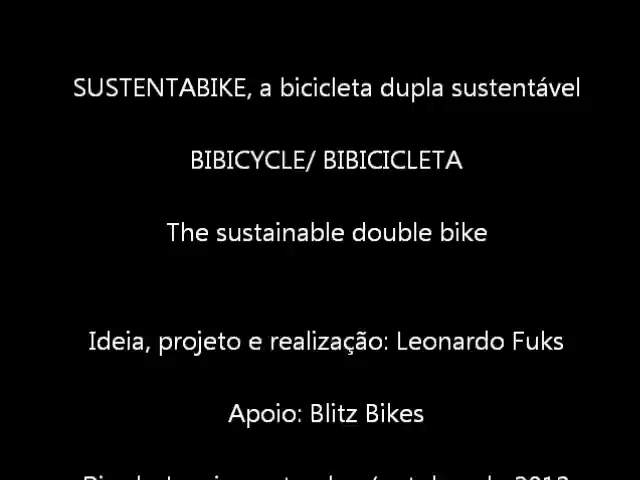 SUSTENTABIKE, a bicicleta dupla sustentável
BIBICYCLE/ BIBICICLETA
The sustainable double bike
Ideia, projeto e realização: Leonardo Fuks
Apoio: Blitz Bikes